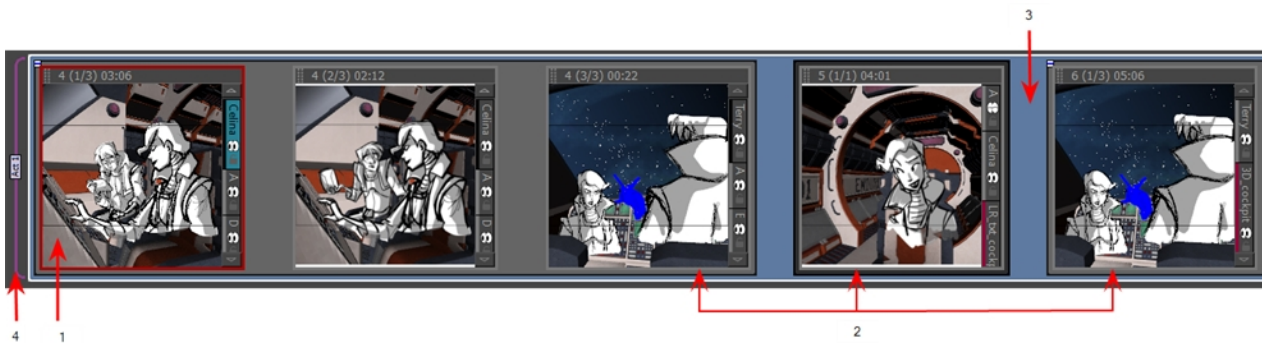 3
4 (1/3) 03:06
4 (2/3) 02:12
4 (3/3) 00:22
5 (1/1) 04:01
6 (1/3) 05:06
Act 1
Celina
A
D
Celina
A
Terry
A
E
A
Celina
LR_txt_cockp
Terry
3D_cockpit
4
1
2